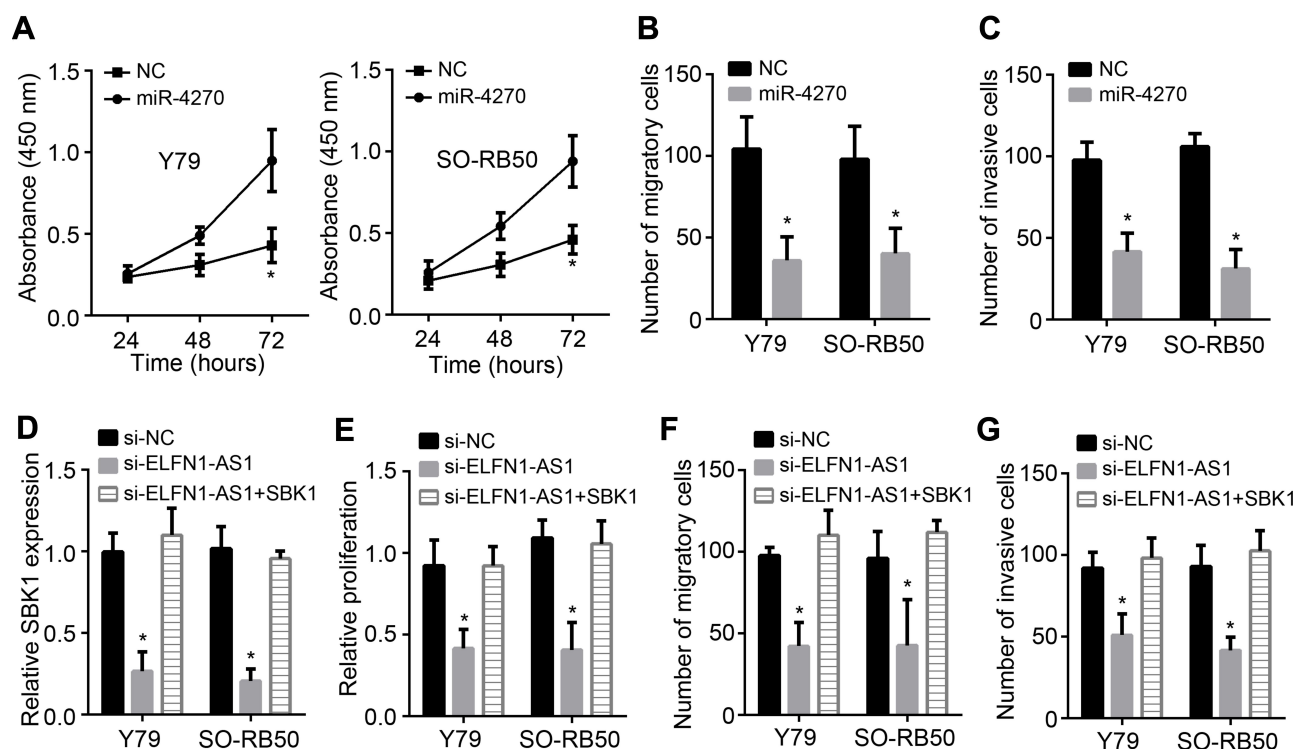 A
Absorbance (450 nm)
1.5
1.0
0.5
0.0
NC
miR-4270
Y79
*
24 48 72
Time (hours)
Absorbance (450 nm)
1.5
1.0
0.5
0.0
NC
miR-4270
SO-RB50
*
24 48 72
Time (hours)
B
Number of migratory cells
150
100
50
0
NC
miR-4270
* *
Y79 SO-RB50
C
Number of invasive cells
150
100
50
0
NC
miR-4270
* *
Y79 SO-RB50
D
Relative SBK1 expression
1.5
1.0
0.5
0.0
si-NC
si-ELFN1-AS1
si-ELFN1-AS1+SBK1
* *
Y79 SO-RB50
E
Relative proliferation
1.5
1.0
0.5
0.0
si-NC
si-ELFN1-AS1
si-ELFN1-AS1+SBK1
* *
Y79 SO-RB50
F
Number of migratory cells
150
100
50
0
si-NC
si-ELFN1-AS1
si-ELFN1-AS1+SBK1
* *
Y79 SO-RB50
G
Number of invasive cells
150
100
50
0
si-NC
si-ELFN1-AS1
si-ELFN1-AS1+SBK1
* *
Y79 SO-RB50